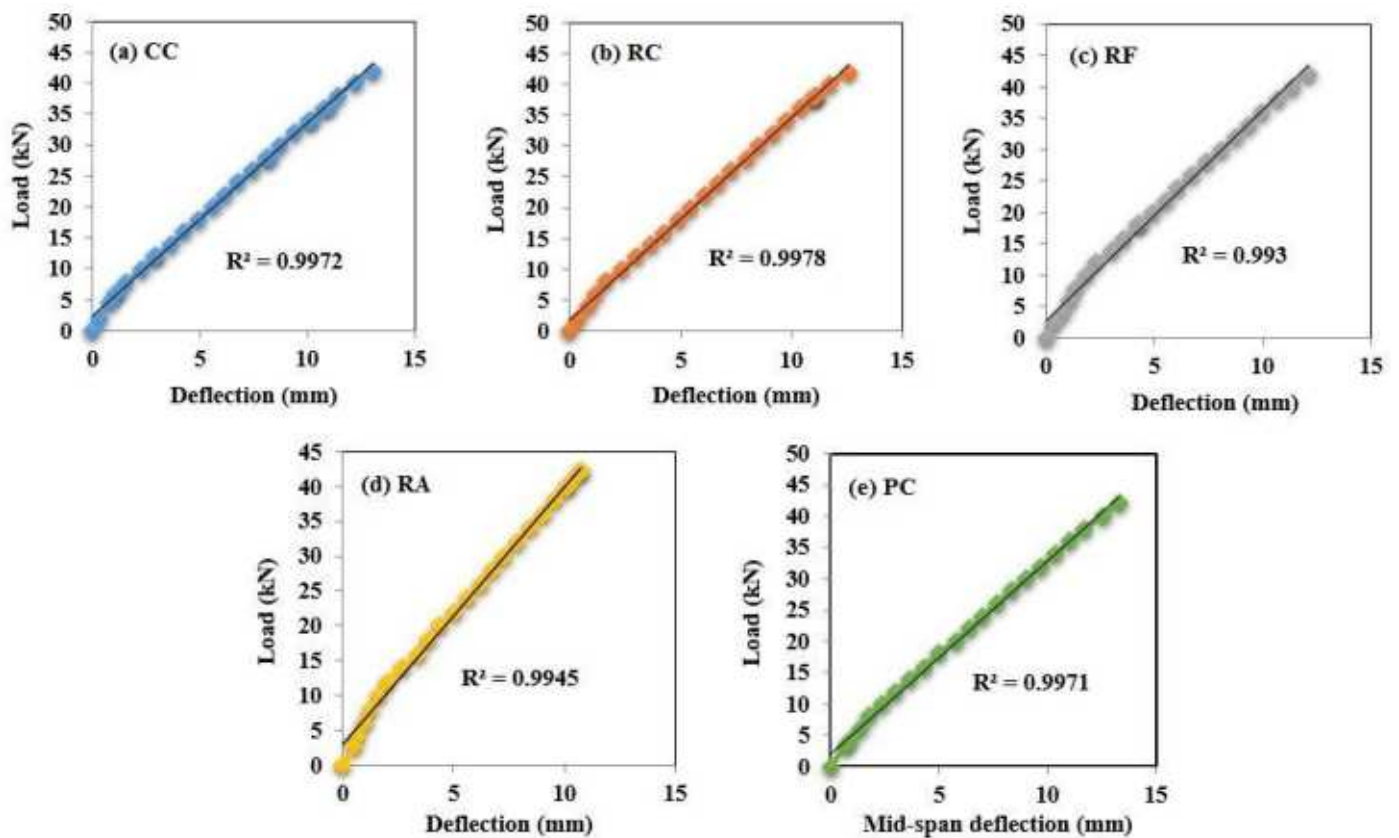 (a) CC
Load (kN)
50
45
40
35
30
25
20
15
10
5
0
R² = 0.9972
0 5 10 15
Deflection (mm)
(b) RC
Load (kN)
50
45
40
35
30
25
20
15
10
5
0
R² = 0.9978
0 5 10 15
Deflection (mm)
(c) RF
Load (kN)
50
45
40
35
30
25
20
15
10
5
0
R² = 0.993
0 5 10 15
Deflection (mm)
(d) RA
Load (kN)
45
40
35
30
25
20
15
10
5
0
R² = 0.9945
0 5 10 15
Deflection (mm)
(e) PC
Load (kN)
50
45
40
35
30
25
20
15
10
5
0
R² = 0.9971
0 5 10 15
Mid-span deflection (mm)